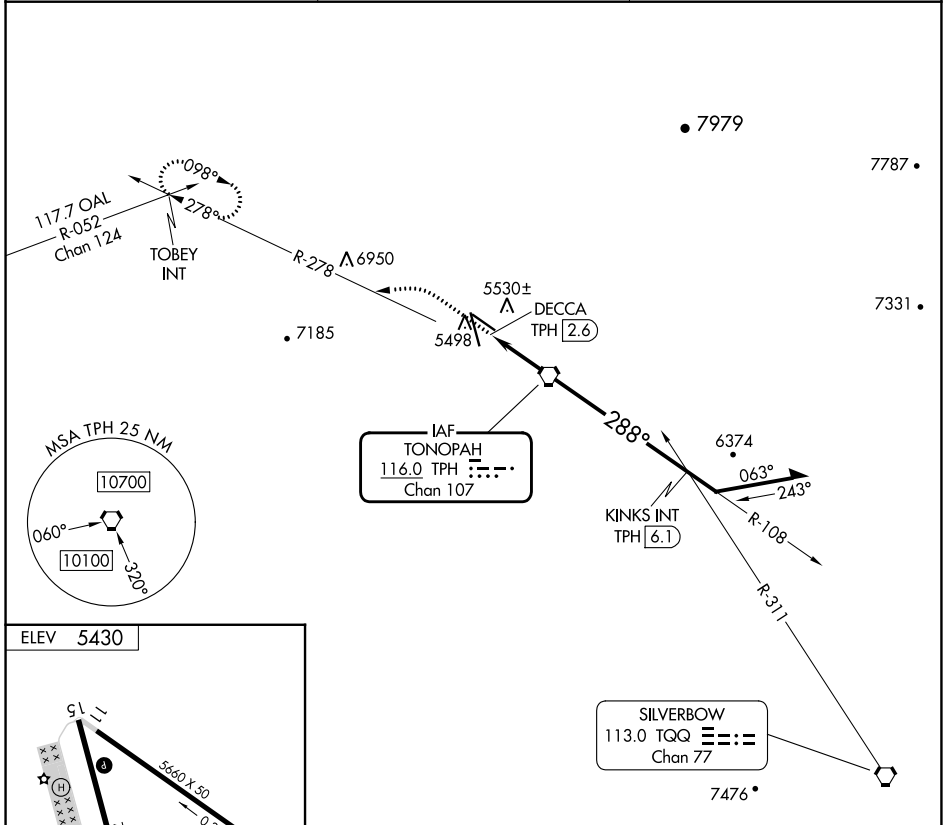 7979
7787
098°
278°
117.7 OAL
R-052
Chan 124
TOBEY
INT
R-278
6950
5530±
DECCA
TPH 2.6
5498
7331
7185
IAF
TONOPAH
116.0 TPH
Chan 107
288°
6374
063°
243°
KINKS INT
TPH 6.1
R-108
R-311
MSA TPH 25 NM
10700
060°
10100
320°
ELEV 5430
15
11
P
H
5660 X 50
SILVERBOW
113.0 TQQ
Chan 77
7476